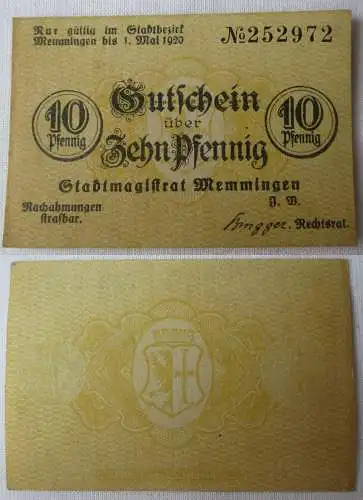 Nur gültig im Stadtbezirk
Memmingen bis 1. Mai 1920
№252972
10
Pfennig
Gutschein
über
Zehn Pfennig
10
Pfennig
Stadtmagistrat Memmingen
Nachahmungen
strafbar.
J. V.
Rechtsrat.